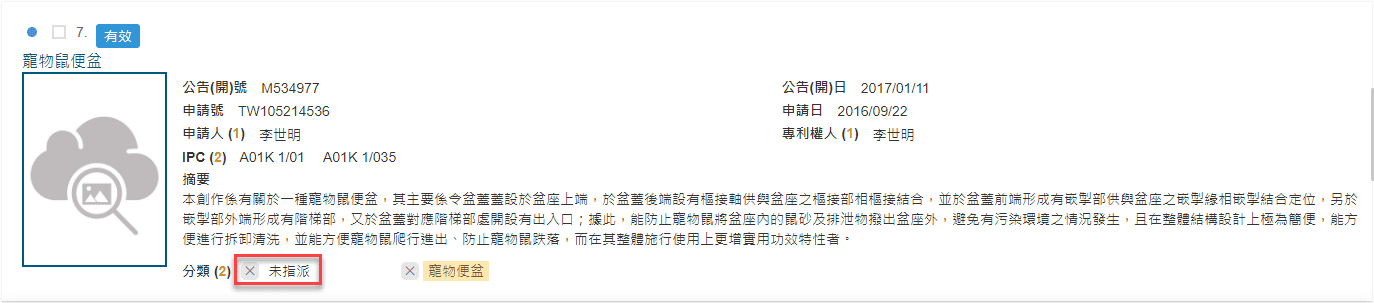 7. 有效
寵物鼠便盆
公告(開)號 M534977 公告(開)日 2017/01/11
申請號 TW105214536 申請日 2016/09/22
申請人 (1) 李世明 專利權人 (1) 李世明
IPC (2) A01K 1/01 A01K 1/035
摘要
本創作係有關於一種寵物鼠便盆，其主要係令盆蓋蓋設於盆座上端，於盆蓋後端設有樞接軸供與盆座之樞接部相樞接結合，並於盆蓋前端形成有嵌掣部供與盆座之嵌掣緣相嵌掣結合定位，另於
嵌掣部外端形成有階梯部，又於盆蓋對應階梯部處開設有出入口；據此，能防止寵物鼠將盆座內的鼠砂及排泄物撥出盆座外，避免有污染環境之情況發生，且在整體結構設計上極為簡便，能方
便進行拆卸清洗，並能方便寵物鼠爬行進出、防止寵物鼠跌落，而在其整體施行使用上更增實用功效特性者。
分類 (2) 未指派 寵物便盆